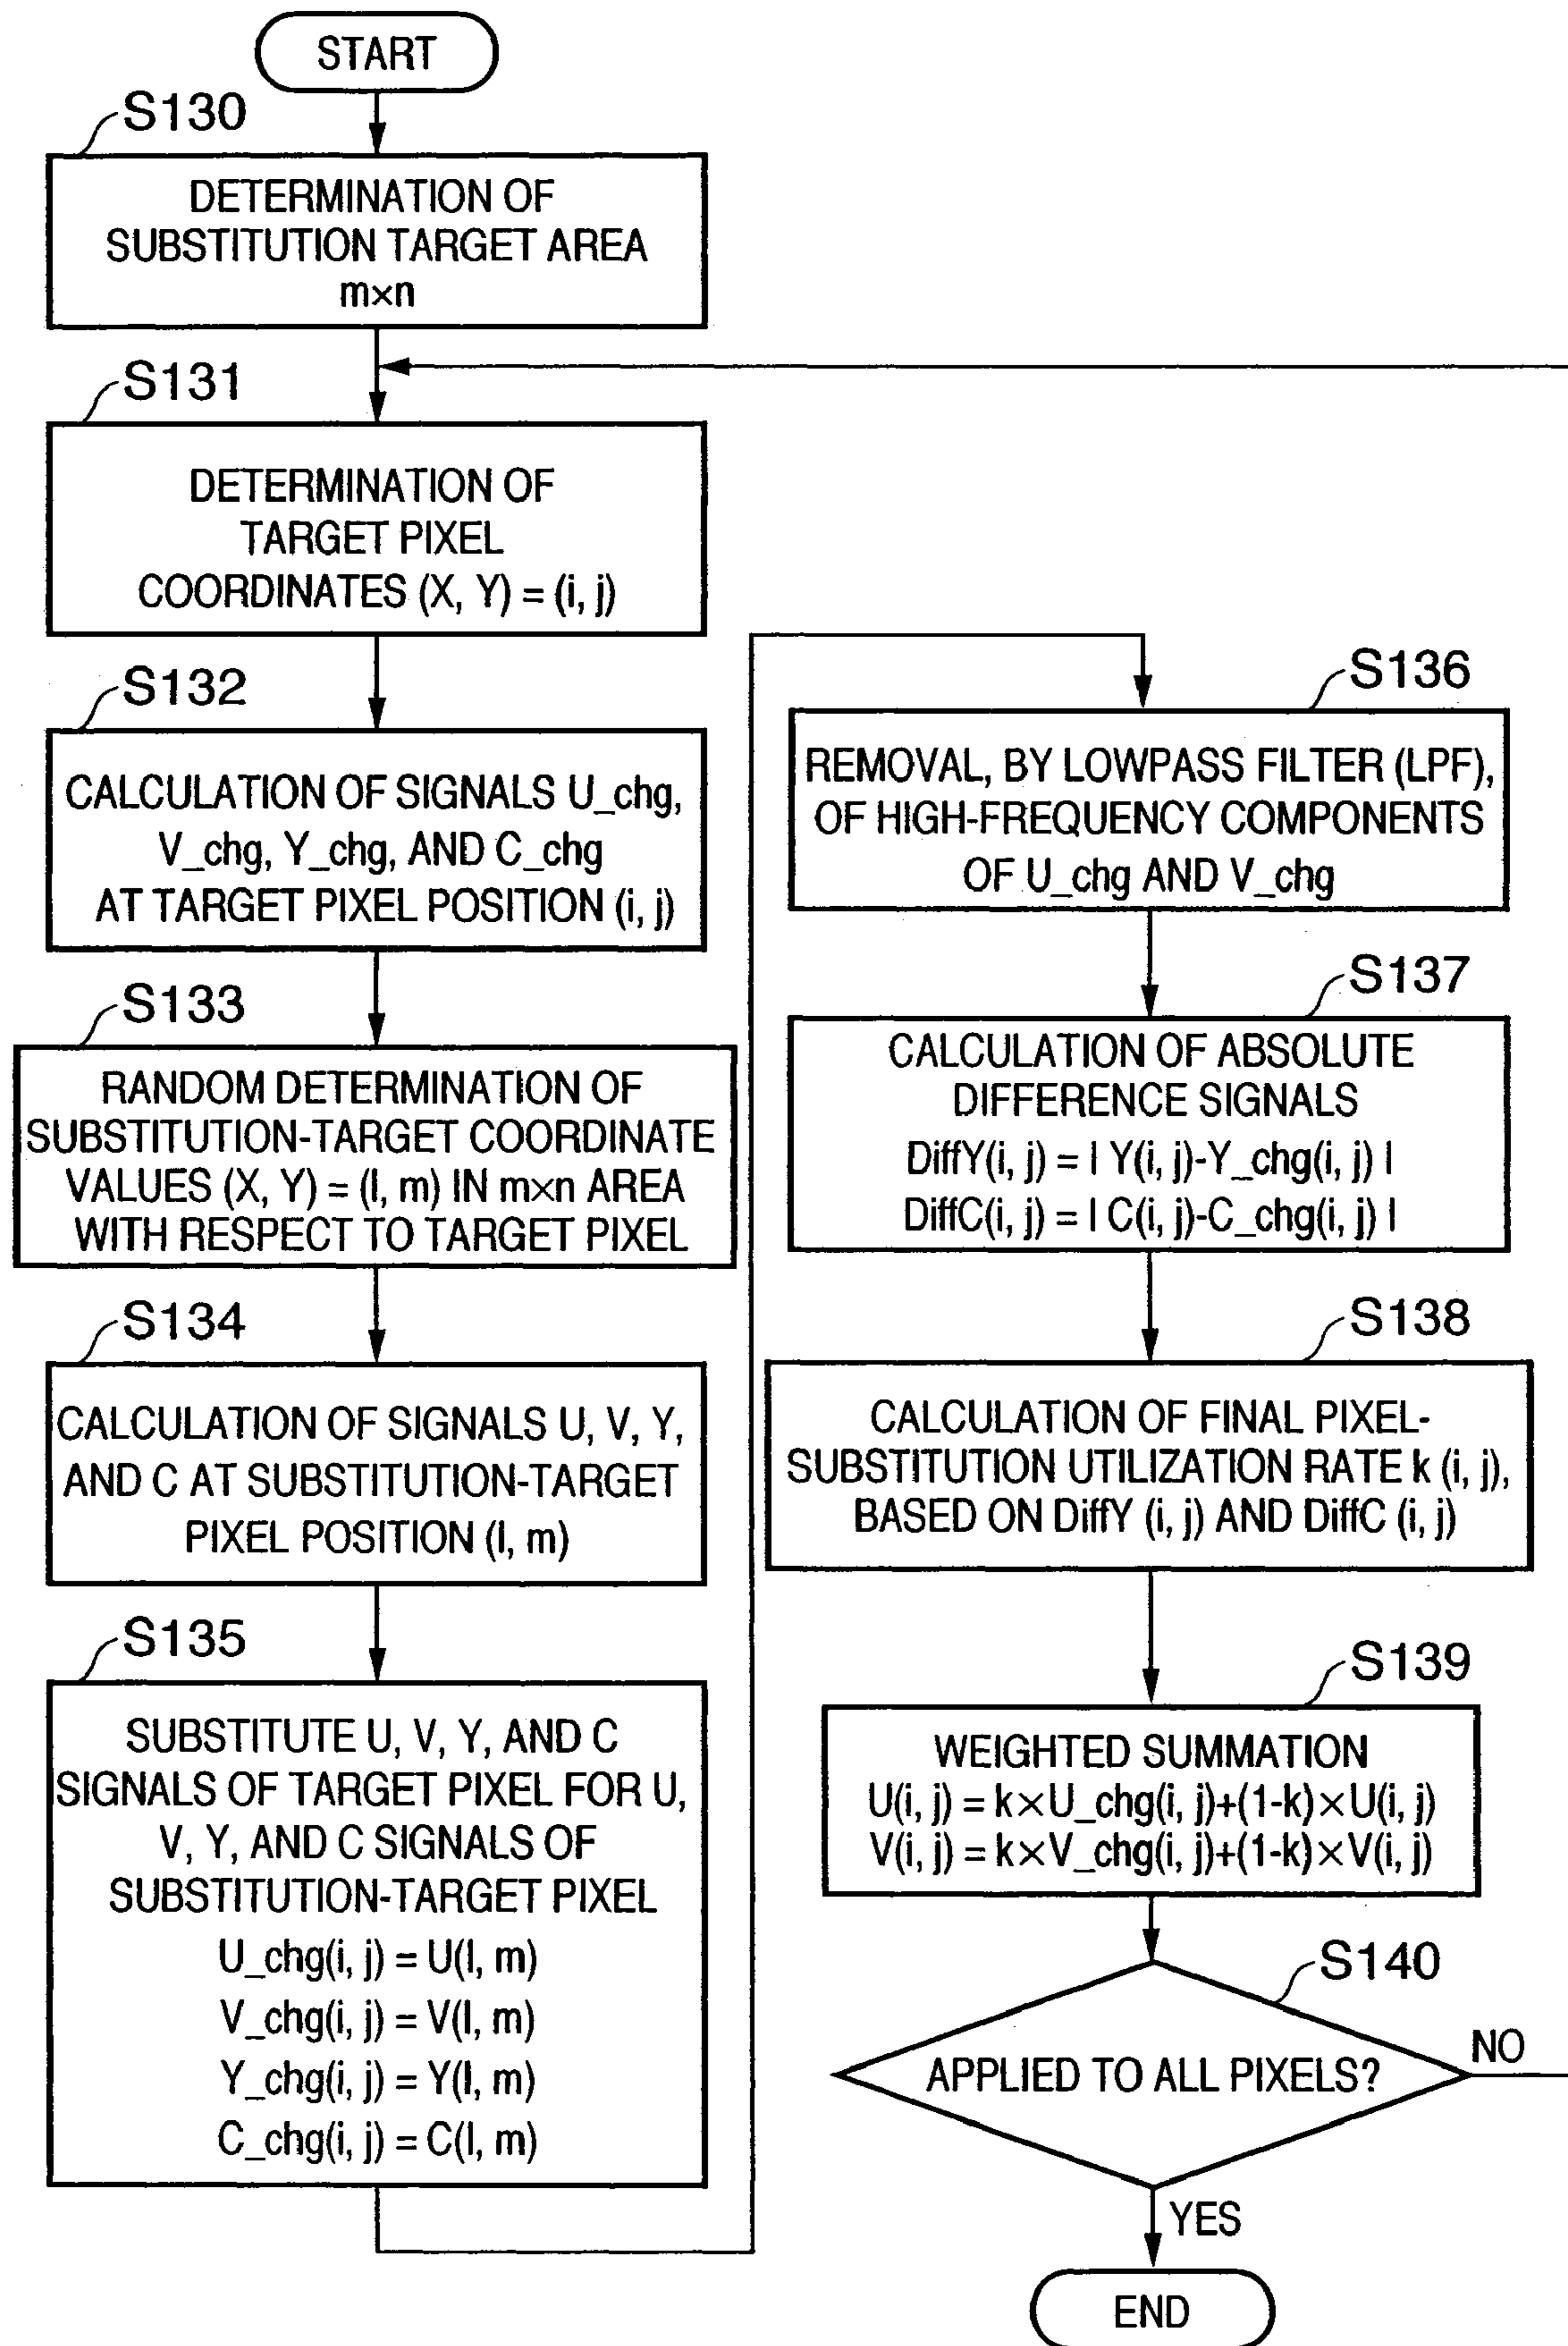 START
S130
DETERMINATION OF
SUBSTITUTION TARGET AREA
m×n
S131
DETERMINATION OF
TARGET PIXEL
COORDINATES (X, Y) = (i, j)
S132
CALCULATION OF SIGNALS U_chg,
V_chg, Y_chg, AND C_chg
AT TARGET PIXEL POSITION (i, j)
S133
RANDOM DETERMINATION OF
SUBSTITUTION-TARGET COORDINATE
VALUES (X, Y) = (l, m) IN m×n AREA
WITH RESPECT TO TARGET PIXEL
S134
CALCULATION OF SIGNALS U, V, Y,
AND C AT SUBSTITUTION-TARGET
PIXEL POSITION (l, m)
S135
SUBSTITUTE U, V, Y, AND C
SIGNALS OF TARGET PIXEL FOR U,
V, Y, AND C SIGNALS OF
SUBSTITUTION-TARGET PIXEL
U_chg(i, j) = U(l, m)
V_chg(i, j) = V(l, m)
Y_chg(i, j) = Y(l, m)
C_chg(i, j) = C(l, m)
S136
REMOVAL, BY LOWPASS FILTER (LPF),
OF HIGH-FREQUENCY COMPONENTS
OF U_chg AND V_chg
S137
CALCULATION OF ABSOLUTE
DIFFERENCE SIGNALS
DiffY(i, j) = | Y(i, j)-Y_chg(i, j) |
DiffC(i, j) = | C(i, j)-C_chg(i, j) |
S138
CALCULATION OF FINAL PIXEL-
SUBSTITUTION UTILIZATION RATE k (i, j),
BASED ON DiffY (i, j) AND DiffC (i, j)
S139
WEIGHTED SUMMATION
U(i, j) = k×U_chg(i, j)+(1-k)×U(i, j)
V(i, j) = k×V_chg(i, j)+(1-k)×V(i, j)
S140
APPLIED TO ALL PIXELS?
NO
YES
END